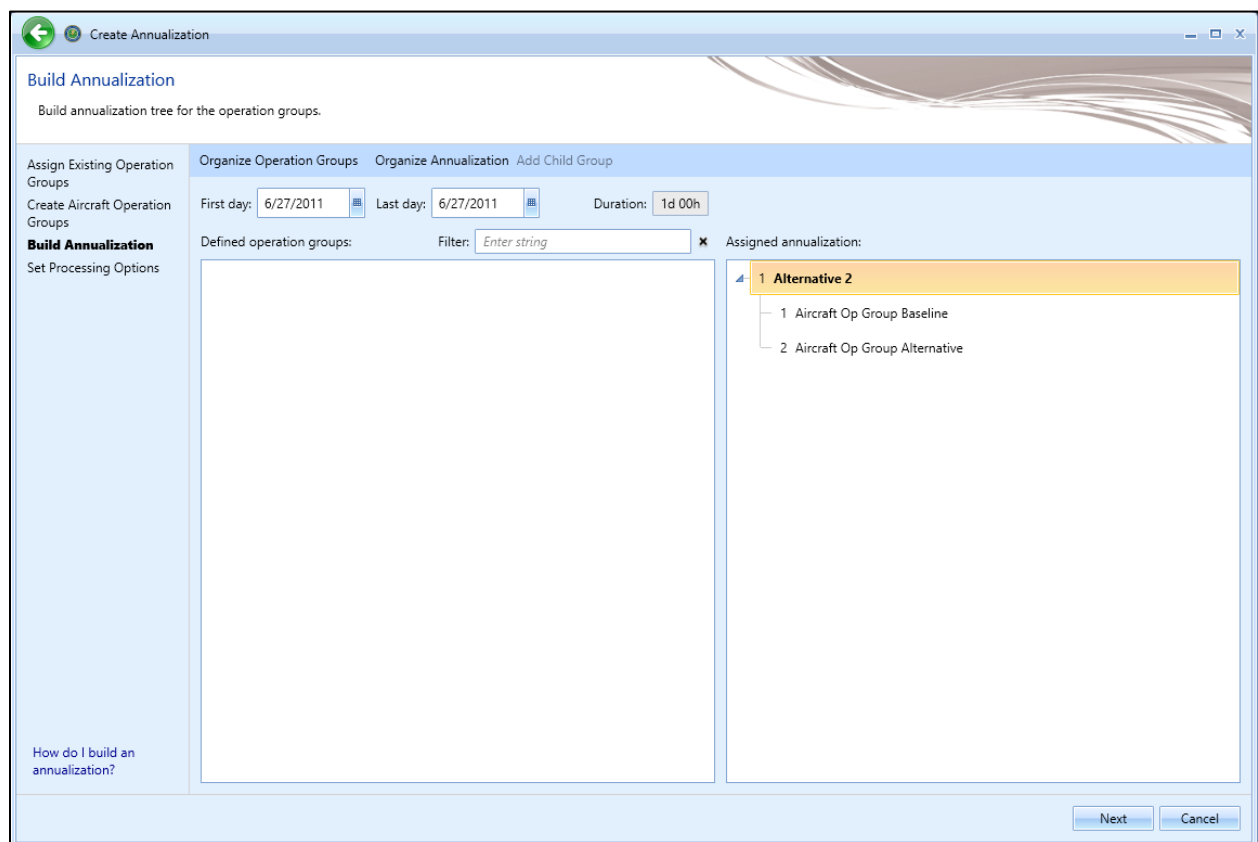 Create Annualization
Build Annualization
Build annualization tree for the operation groups.
Assign Existing Operation
Groups
Create Aircraft Operation
Groups
Build Annualization
Set Processing Options
How do I build an
annualization?
Organize Operation Groups Organize Annualization Add Child Group
First day: 6/27/2011 Last day: 6/27/2011 Duration: 1d 00h
Defined operation groups: Filter: Enter string Assigned annualization:
1 Alternative 2
1 Aircraft Op Group Baseline
2 Aircraft Op Group Alternative
Next Cancel